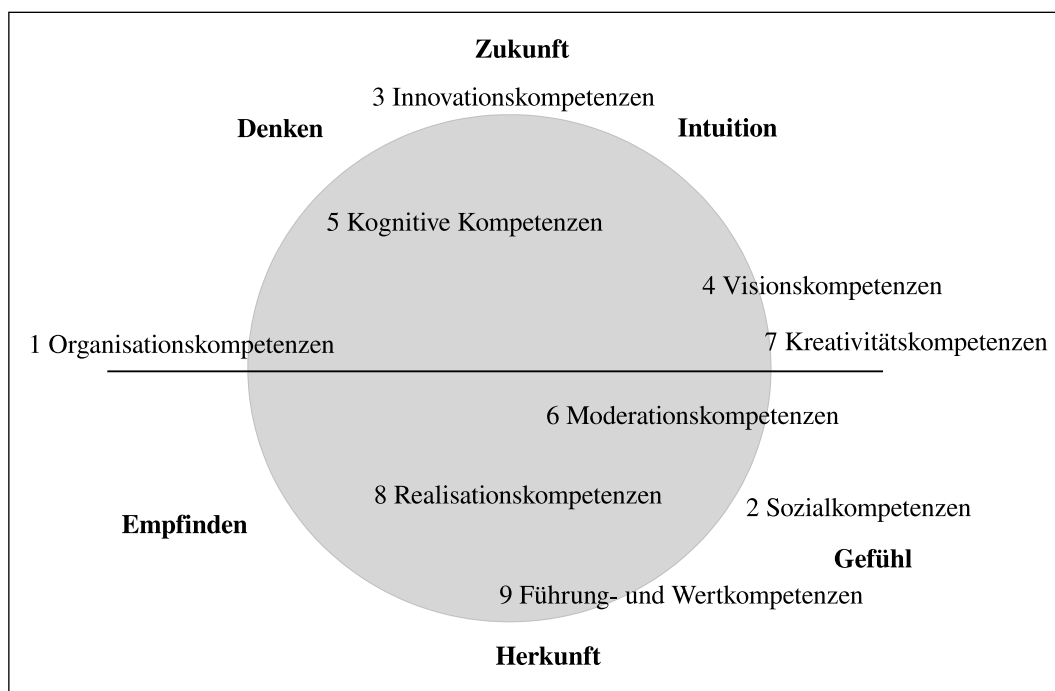 Zukunft
3 Innovationskompetenzen
Denken
Intuition
5 Kognitive Kompetenzen
4 Visionskompetenzen
1 Organisationskompetenzen
7 Kreativitätskompetenzen
6 Moderationskompetenzen
8 Realisationskompetenzen
2 Sozialkompetenzen
Empfinden
Gefühl
9 Führung- und Wertkompetenzen
Herkunft